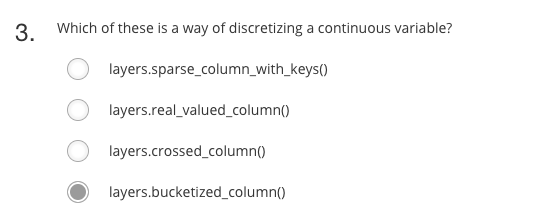 3. Which of these is a way of discretizing a continuous variable?
layers.sparse_column_with_keys()
layers.real_valued_column()
layers.crossed_column()
layers.bucketized_column()